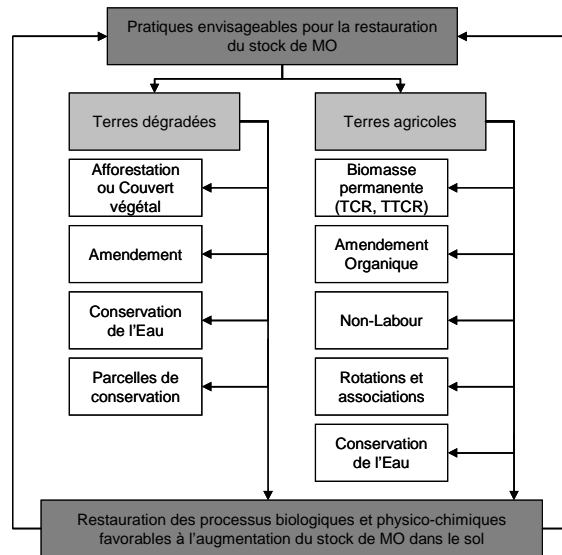 Pratiques envisageables pour la restauration
du stock de MO
Terres dégradées
Terres agricoles
Afforestation
ou Couvert
végétal
Amendement
Conservation
de l'Eau
Parcelles de
conservation
Biomasse
permanente
(TCR, TTCR)
Amendement
Organique
Non-Labour
Rotations et
associations
Conservation
de l'Eau
Restauration des processus biologiques et physico-chimiques
favorables à l'augmentation du stock de MO dans le sol